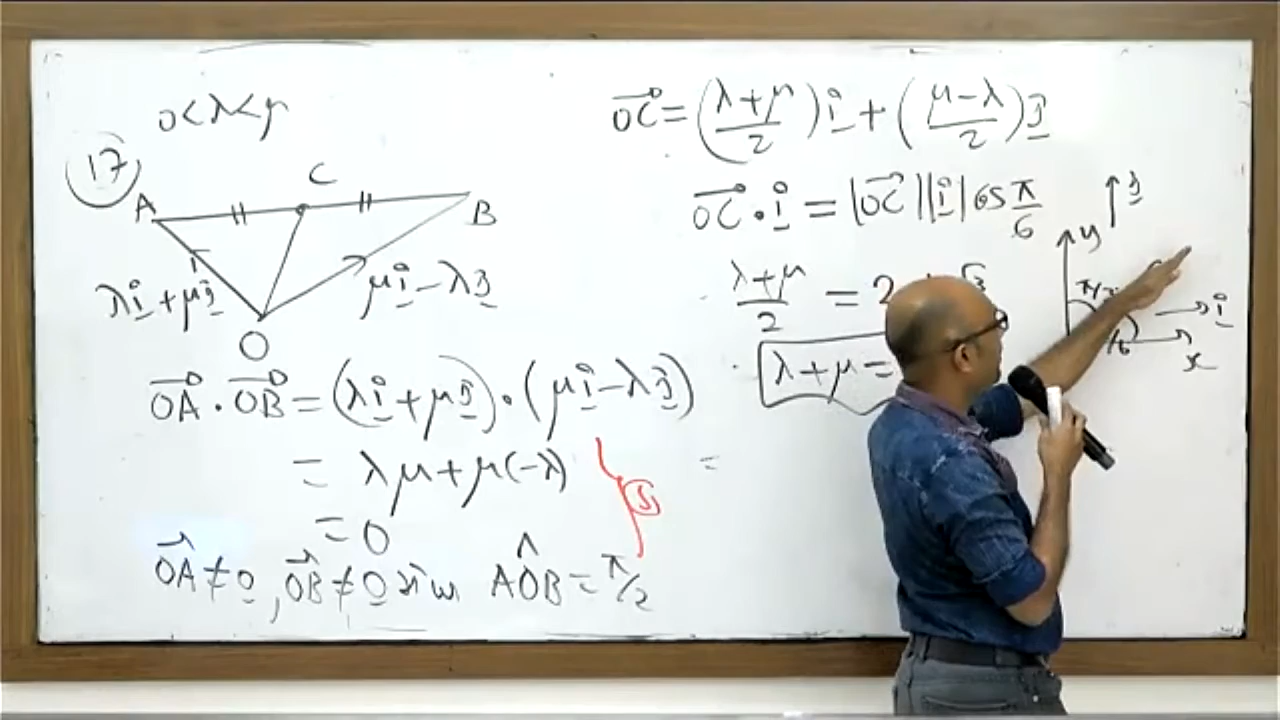 0<λ<μ
17
A
C
B
λi+μj
μi-λj
O
→OA · →OB = (λi+μj)·(μi-λj)
= λμ+μ(-λ)
= 0
→OA≠0, →OB≠0 AÔB = π/2
5
→OC = (λ+μ/2)i + (μ-λ/2)j
→OC · i = |→OC||i| cos π/6
λ+μ/2 = 2
λ+μ =
=
j
y
i
x